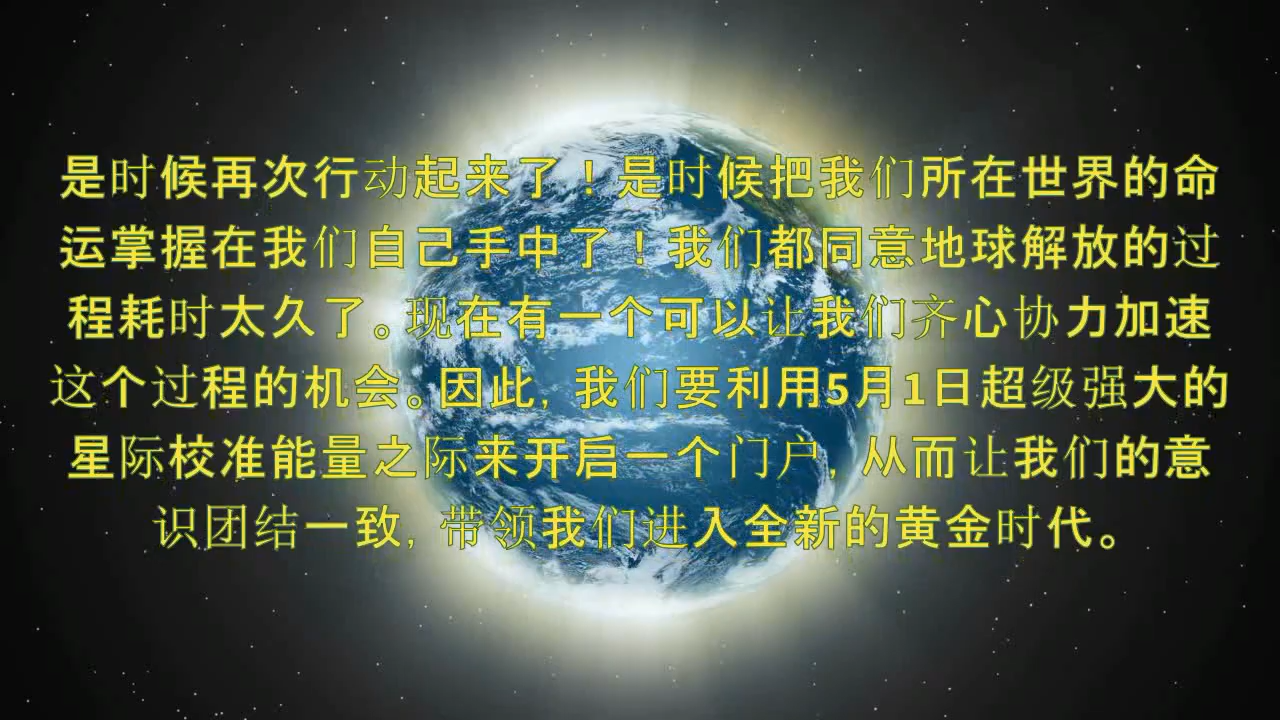 是时候再次行动起来了！是时候把我们所在世界的命
运掌握在我们自己手中了！我们都同意地球解放的过
程耗时太久了。现在有一个可以让我们齐心协力加速
这个过程的机会。因此，我们要利用5月1日超级强大的
星际校准能量之际来开启一个门户，从而让我们的意
识团结一致，带领我们进入全新的黄金时代。